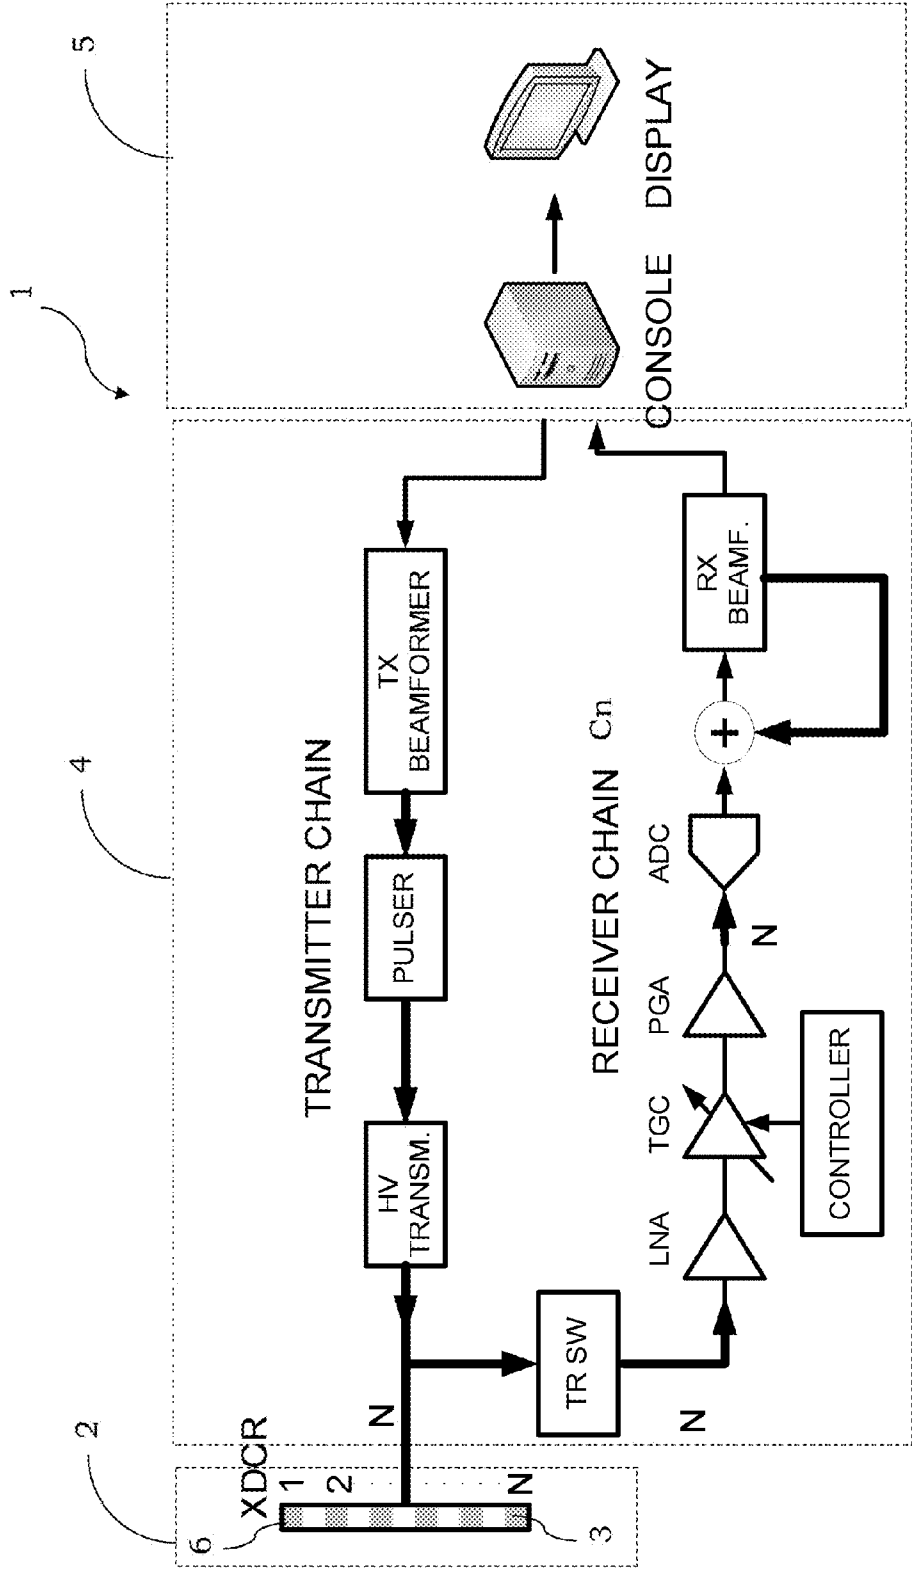 1
2
4
5
XDCR
6
1
2
N
3
N
TRANSMITTER CHAIN
HV
TRANSM.
PULSER
TX
BEAMFORMER
TR SW
N
RECEIVER CHAIN Cn
LNA
TGC
PGA
ADC
N
+
RX
BEAMF.
CONTROLLER
CONSOLE
DISPLAY